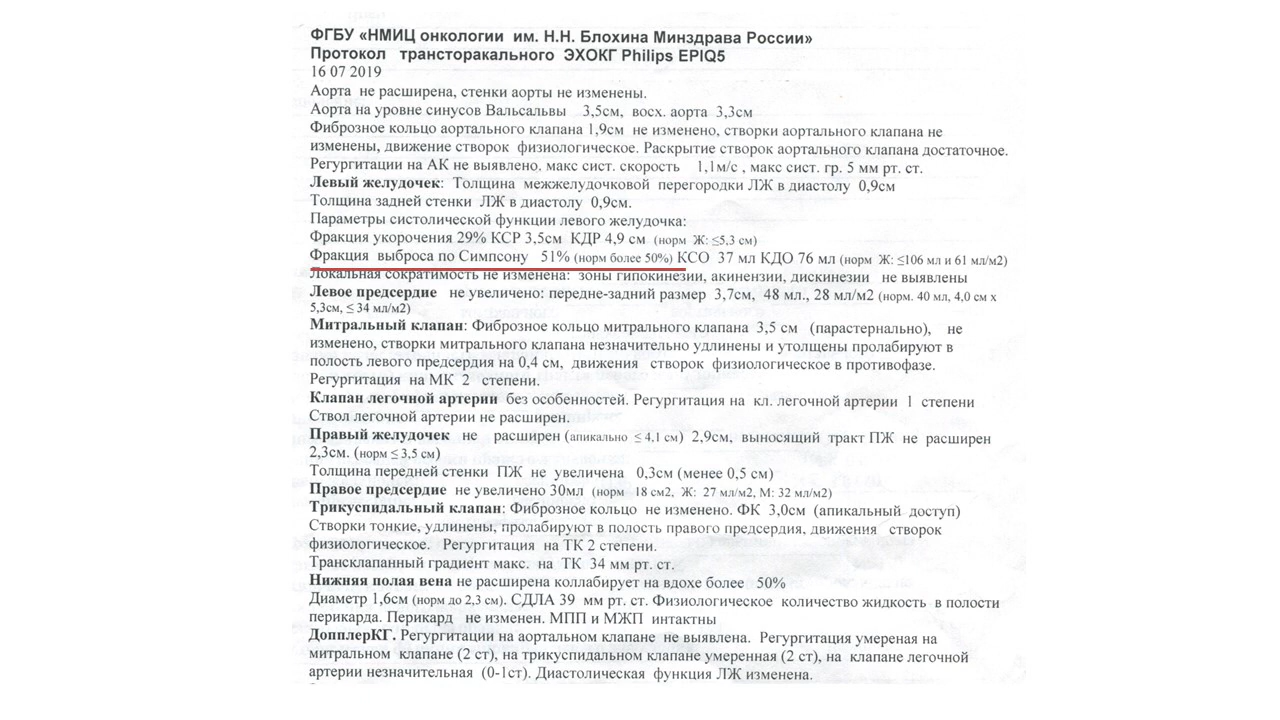 ФГБУ «НМИЦ онкологии им. Н.Н. Блохина Минздрава России»
Протокол трансторакального ЭХОКГ Philips EPIQ5
16 07 2019
Аорта не расширена, стенки аорты не изменены.
Аорта на уровне синусов Вальсальвы 3,5см, восх. аорта 3,3см
Фиброзное кольцо аортального клапана 1,9см не изменено, створки аортального клапана не
изменены, движение створок физиологическое. Раскрытие створок аортального клапана достаточное.
Регургитации на АК не выявлено. макс сист. скорость 1,1м/с , макс сист. гр. 5 мм рт. ст.
Левый желудочек: Толщина межжелудочковой перегородки ЛЖ в диастолу 0,9см
Толщина задней стенки ЛЖ в диастолу 0,9см.
Параметры систолической функции левого желудочка:
Фракция укорочения 29% КСР 3,5см КДР 4,9 см (норм Ж: ≤5,3 см)
Фракция выброса по Симпсону 51% (норм более 50%) КСО 37 мл КДО 76 мл (норм Ж: ≤106 мл и 61 мл/м2)
Локальная сократимость не изменена: зоны гипокинезии, акинензии, дискинезии не выявлены
Левое предсердие не увеличено: передне-задний размер 3,7см, 48 мл., 28 мл/м2 (норм. 40 мл, 4,0 см х
5,3см, ≤ 34 мл/м2)
Митральный клапан: Фиброзное кольцо митрального клапана 3,5 см (парастернально), не
изменено, створки митрального клапана незначительно удлинены и утолщены пролабируют в
полость левого предсердия на 0,4 см, движения створок физиологическое в противофазе.
Регургитация на МК 2 степени.
Клапан легочной артерии без особенностей. Регургитация на кл. легочной артерии 1 степени
Ствол легочной артерии не расширен.
Правый желудочек не расширен (апикально ≤ 4,1 см) 2,9см, выносящий тракт ПЖ не расширен
2,3см. (норм ≤ 3,5 см)
Толщина передней стенки ПЖ не увеличена 0,3см (менее 0,5 см)
Правое предсердие не увеличено 30мл (норм 18 см2, Ж: 27 мл/м2, М: 32 мл/м2)
Трикуспидальный клапан: Фиброзное кольцо не изменено. ФК 3,0см (апикальный доступ)
Створки тонкие, удлинены, пролабируют в полость правого предсердия, движения створок
физиологическое. Регургитация на ТК 2 степени.
Трансклапанный градиент макс. на ТК 34 мм рт. ст.
Нижняя полая вена не расширена коллабирует на вдохе более 50%
Диаметр 1,6см (норм до 2,3 см). СДЛА 39 мм рт. ст. Физиологическое количество жидкость в полости
перикарда. Перикард не изменен. МПП и МЖП интактны
ДопплерКГ. Регургитации на аортальном клапане не выявлена. Регургитация умереная на
митральном клапане (2 ст), на трикуспидальном клапане умеренная (2 ст), на клапане легочной
артерии незначительная (0-1ст). Диастолическая функция ЛЖ изменена.